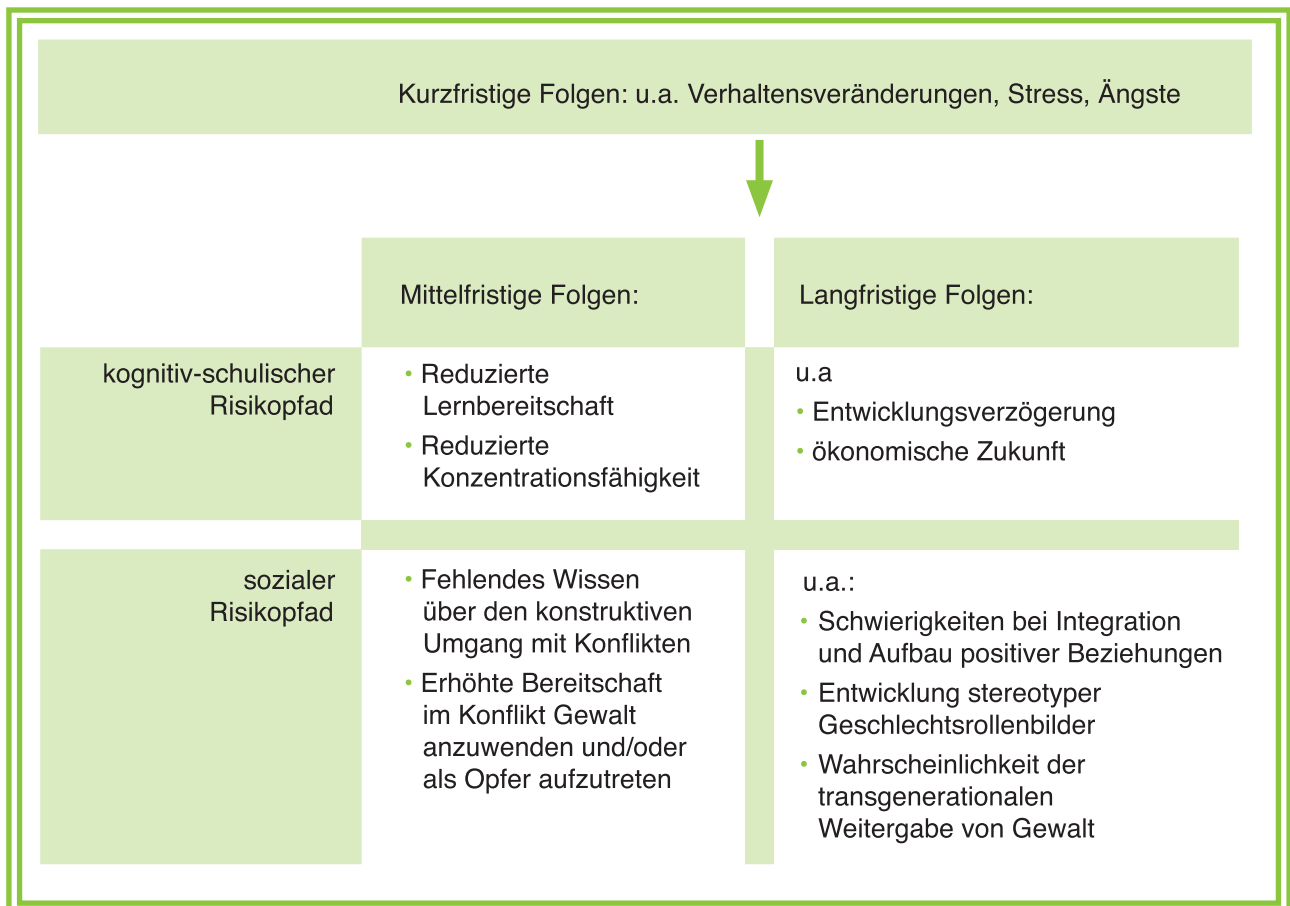 Kurzfristige Folgen: u.a. Verhaltensveränderungen, Stress, Ängste
Mittelfristige Folgen:
Langfristige Folgen:
kognitiv-schulischer
Risikopfad
• Reduzierte
Lernbereitschaft
• Reduzierte
Konzentrationsfähigkeit
u.a
• Entwicklungsverzögerung
• ökonomische Zukunft
sozialer
Risikopfad
• Fehlendes Wissen
über den konstruktiven
Umgang mit Konflikten
• Erhöhte Bereitschaft
im Konflikt Gewalt
anzuwenden und/oder
als Opfer aufzutreten
u.a.:
• Schwierigkeiten bei Integration
und Aufbau positiver Beziehungen
• Entwicklung stereotyper
Geschlechtsrollenbilder
• Wahrscheinlichkeit der
transgenerationalen
Weitergabe von Gewalt